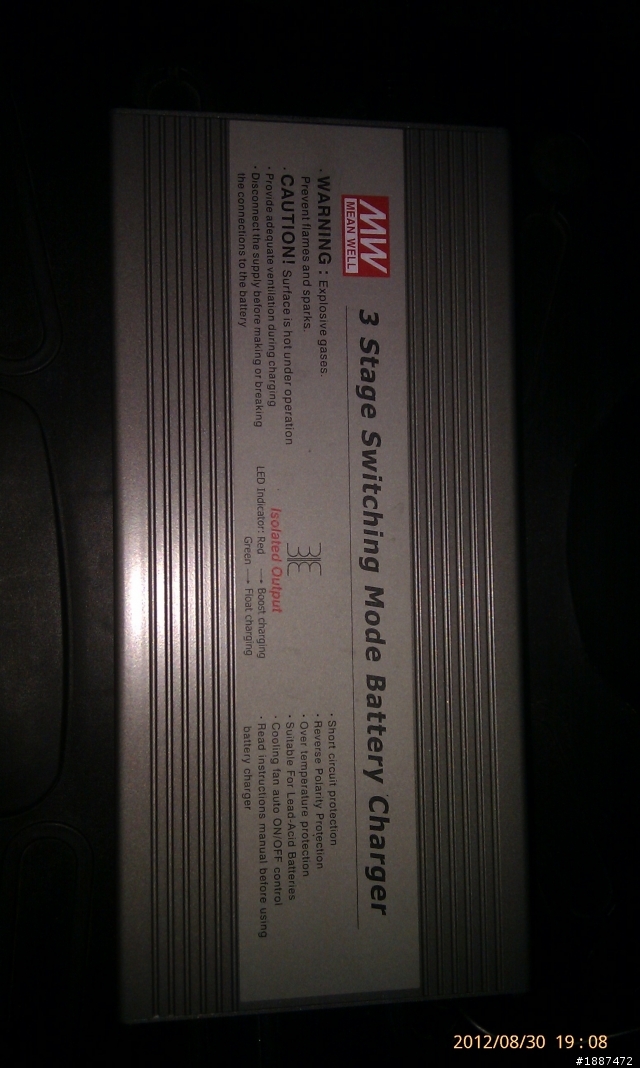 MW
MEAN WELL
3 Stage Switching Mode Battery Charger
· WARNING : Explosive gases.
Prevent flames and sparks.
· CAUTION! Surface is hot under operation
· Provide adequate ventilation during charging
· Disconnect the supply before making or breaking
the connections to the battery
Isolated Output
LED Indicator: Red → Boost charging
Green → Float charging
· Short circuit protection
· Reverse Polarity Protection
· Over temperature protection
· Suitable For Lead-Acid Batteries
· Cooling fan auto ON/OFF control
· Read instructions manual before using
battery charger
2012/08/30 19:08
#1887472